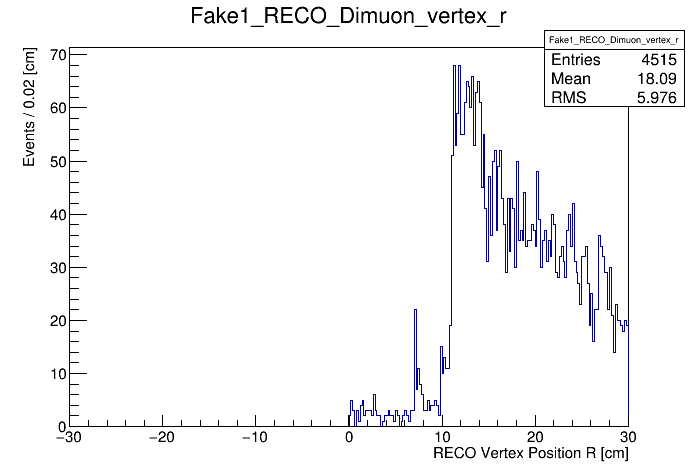 Fake1_RECO_Dimuon_vertex_r
Fake1_RECO_Dimuon_vertex_r
Entries 4515
Mean 18.09
RMS 5.976
Events / 0.02 [cm]
70
60
50
40
30
20
10
0
−30 −20 −10 0 10 20 30
RECO Vertex Position R [cm]